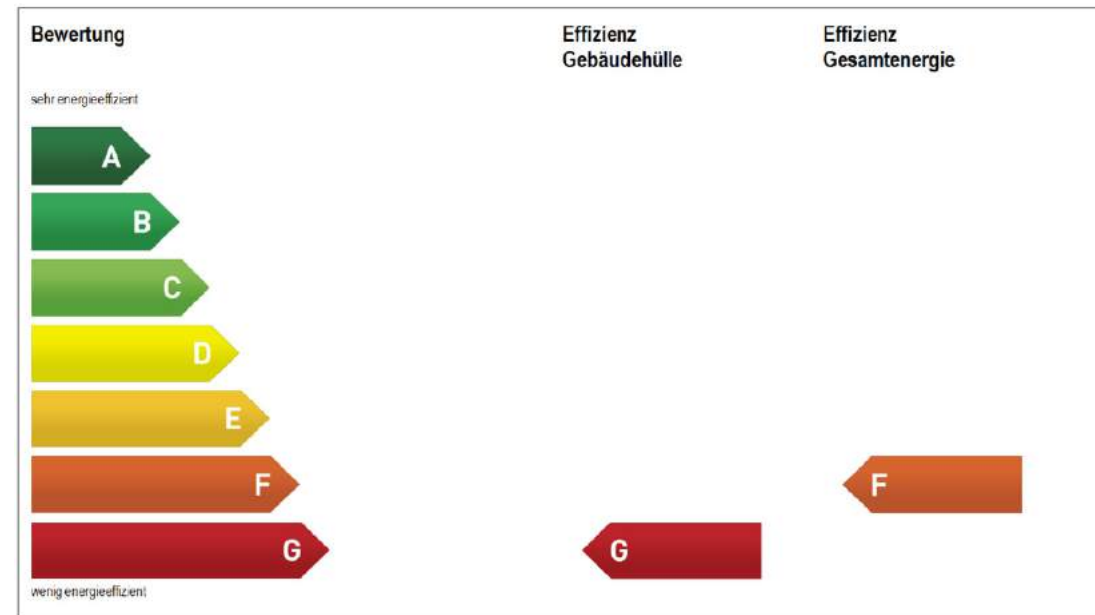 Bewertung
Effizienz
Gebäudehülle
Effizienz
Gesamtenergie
sehr energieeffizient
A
B
C
D
E
F
F
G
G
wenig energieeffizient